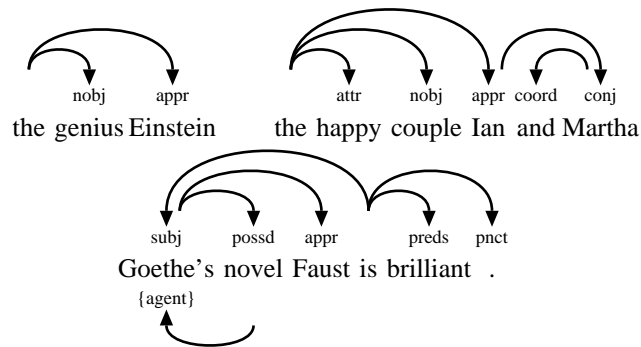 nobj appr attr nobj appr coord conj
the genius Einstein the happy couple Ian and Martha
subj possd appr preds pnct
Goethe's novel Faust is brilliant .
{agent}